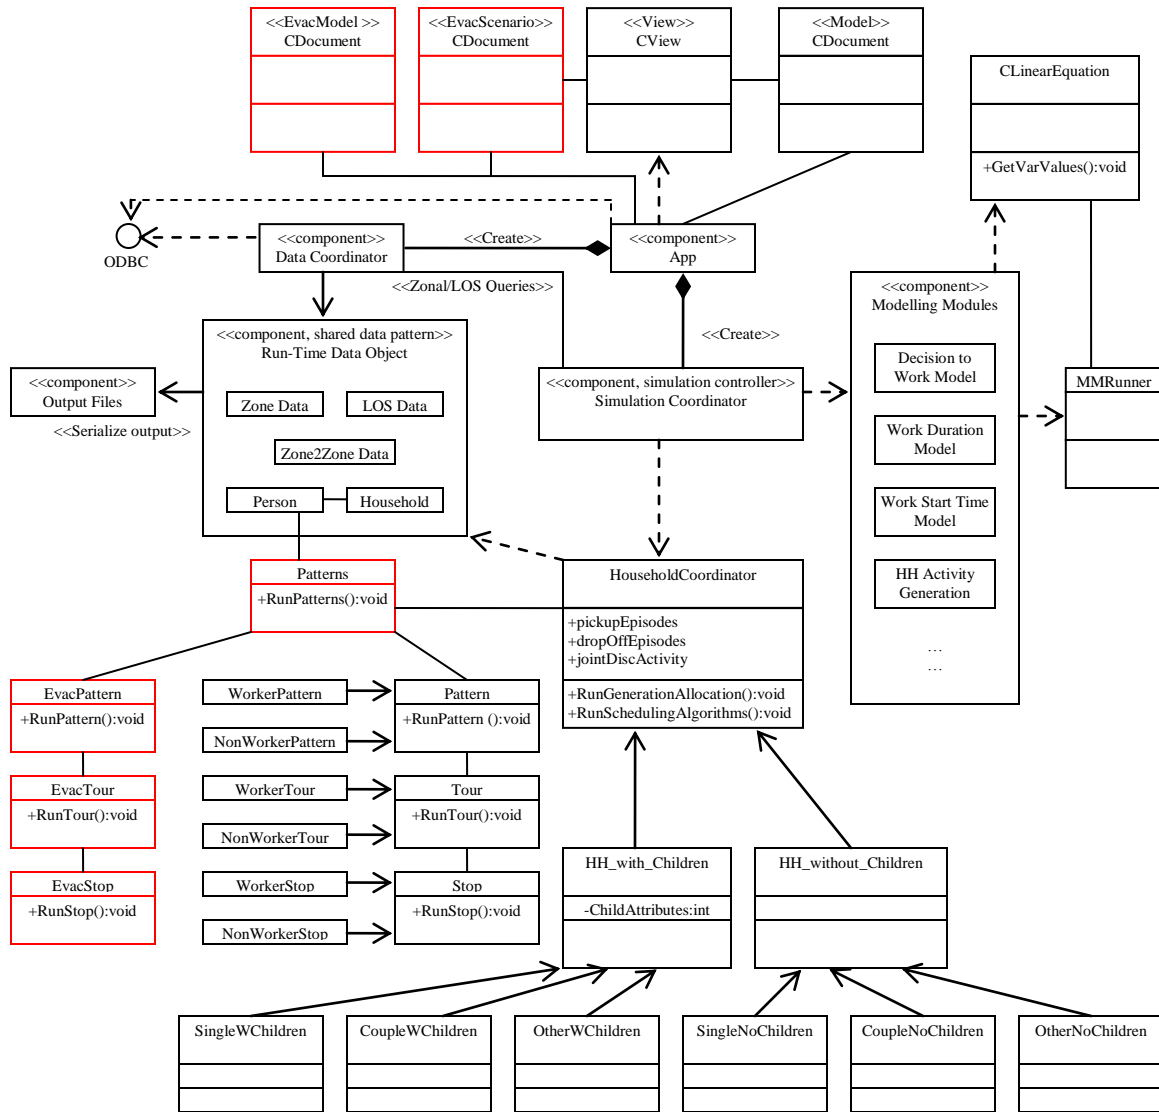 <<EvacModel >>
CDocument
<<EvacScenario>>
CDocument
<<View>>
CView
<<Model>>
CDocument
CLinearEquation
+GetVarValues():void
ODBC
<<component>>
Data Coordinator
<<Create>>
<<component>>
App
<<Zonal/LOS Queries>>
<<Create>>
<<component>>
Modelling Modules
Decision to
Work Model
Work Duration
Model
Work Start Time
Model
HH Activity
Generation
...
...
MMRunner
<<component, shared data pattern>>
Run-Time Data Object
Zone Data
LOS Data
Zone2Zone Data
Person
Household
<<component>>
Output Files
<<Serialize output>>
<<component, simulation controller>>
Simulation Coordinator
Patterns
+RunPatterns():void
HouseholdCoordinator
+pickupEpisodes
+dropOffEpisodes
+jointDiscActivity
+RunGenerationAllocation():void
+RunSchedulingAlgorithms():void
EvacPattern
+RunPattern():void
EvacTour
+RunTour():void
EvacStop
+RunStop():void
WorkerPattern
NonWorkerPattern
WorkerTour
NonWorkerTour
WorkerStop
NonWorkerStop
Pattern
+RunPattern ():void
Tour
+RunTour():void
Stop
+RunStop():void
HH_with_Children
-ChildAttributes:int
HH_without_Children
SingleWChildren
CoupleWChildren
OtherWChildren
SingleNoChildren
CoupleNoChildren
OtherNoChildren